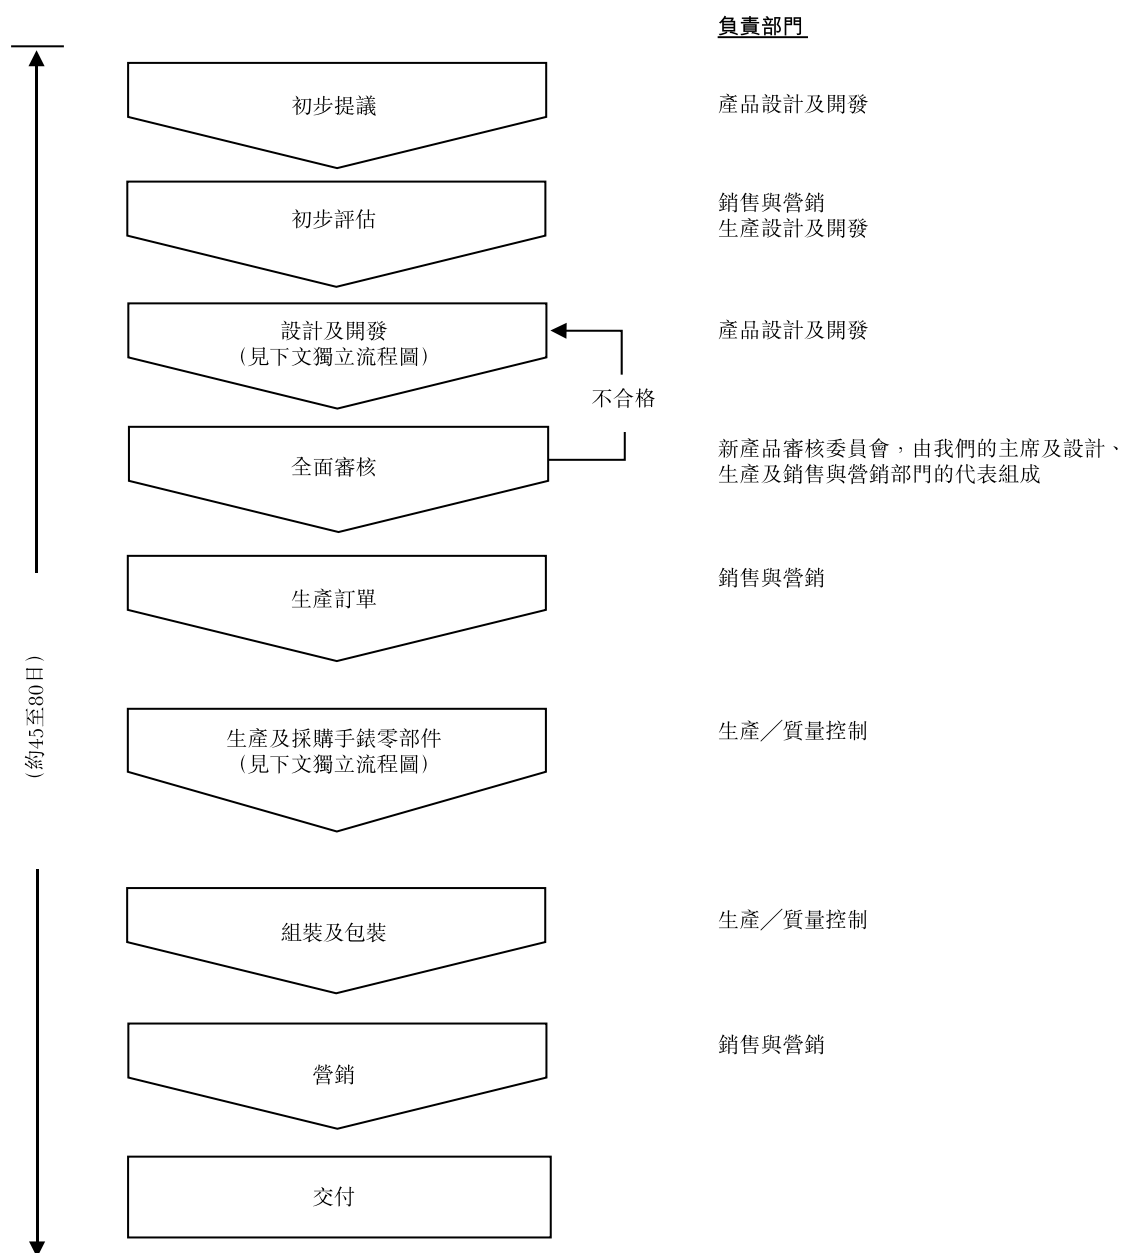 負責部門
初步提議
產品設計及開發
初步評估
銷售與營銷
生產設計及開發
設計及開發
（見下文獨立流程圖）
產品設計及開發
不合格
全面審核
新產品審核委員會，由我們的主席及設計、
生產及銷售與營銷部門的代表組成
生產訂單
銷售與營銷
（約45至80日）
生產及採購手錶零部件
（見下文獨立流程圖）
生產／質量控制
組裝及包裝
生產／質量控制
營銷
銷售與營銷
交付